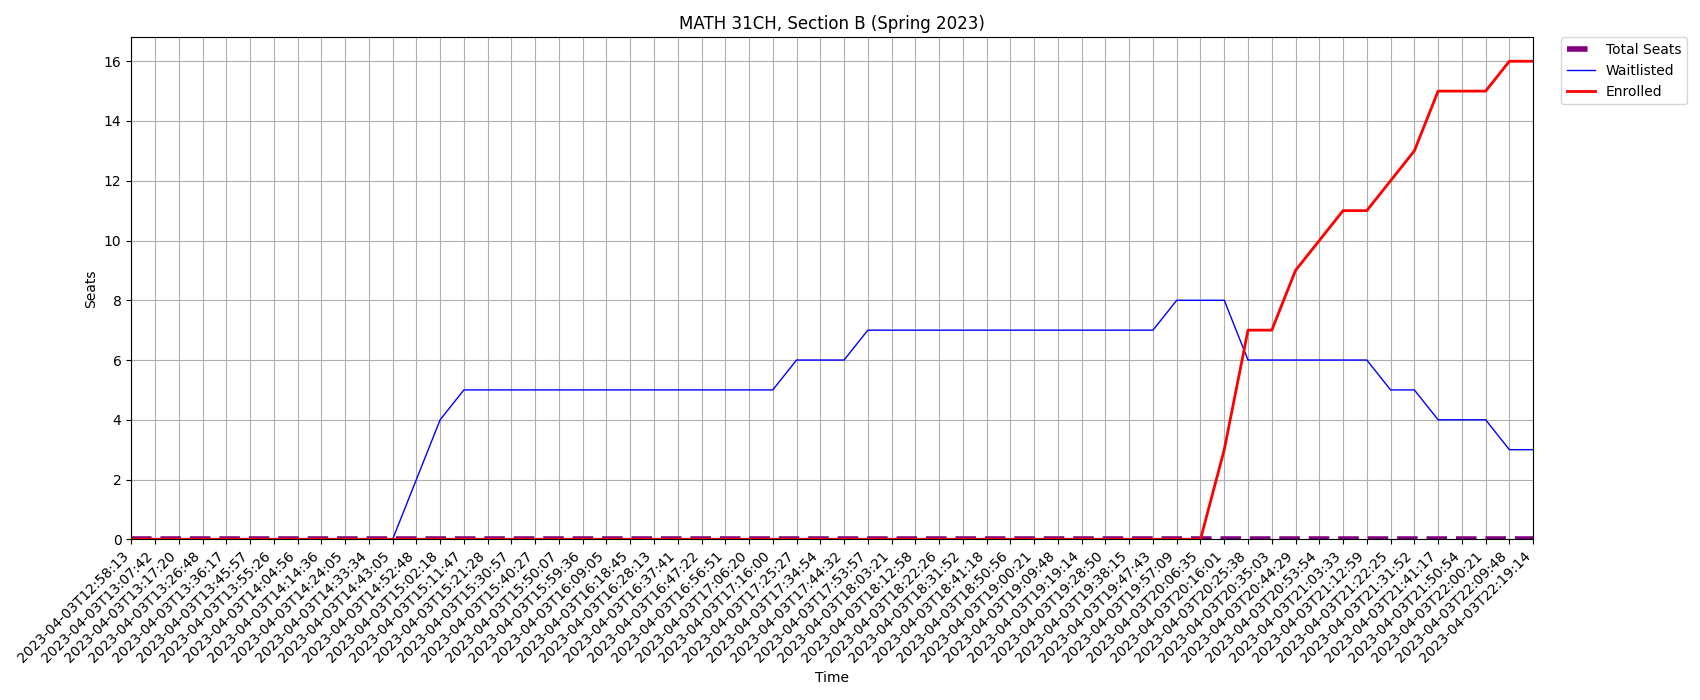 MATH 31CH, Section B (Spring 2023)
Total Seats
Waitlisted
Enrolled
Seats
16
14
12
10
8
6
4
2
0
2023-04-03T12:58:13
2023-04-03T13:07:42
2023-04-03T13:17:20
2023-04-03T13:26:48
2023-04-03T13:36:17
2023-04-03T13:45:57
2023-04-03T13:55:26
2023-04-03T14:04:56
2023-04-03T14:14:36
2023-04-03T14:24:05
2023-04-03T14:33:34
2023-04-03T14:43:05
2023-04-03T14:52:48
2023-04-03T15:02:18
2023-04-03T15:11:47
2023-04-03T15:21:28
2023-04-03T15:30:57
2023-04-03T15:40:27
2023-04-03T15:50:07
2023-04-03T15:59:36
2023-04-03T16:09:05
2023-04-03T16:18:45
2023-04-03T16:28:13
2023-04-03T16:37:41
2023-04-03T16:47:22
2023-04-03T16:56:51
2023-04-03T17:06:20
2023-04-03T17:16:00
2023-04-03T17:25:27
2023-04-03T17:34:54
2023-04-03T17:44:32
2023-04-03T17:53:57
2023-04-03T18:03:21
2023-04-03T18:12:58
2023-04-03T18:22:26
2023-04-03T18:31:52
2023-04-03T18:41:18
2023-04-03T18:50:56
2023-04-03T19:00:21
2023-04-03T19:09:48
2023-04-03T19:19:14
2023-04-03T19:28:50
2023-04-03T19:38:15
2023-04-03T19:47:43
2023-04-03T19:57:09
2023-04-03T20:06:35
2023-04-03T20:16:01
2023-04-03T20:25:38
2023-04-03T20:35:03
2023-04-03T20:44:29
2023-04-03T20:53:54
2023-04-03T21:03:33
2023-04-03T21:12:59
2023-04-03T21:22:25
2023-04-03T21:31:52
2023-04-03T21:41:17
2023-04-03T21:50:54
2023-04-03T22:00:21
2023-04-03T22:09:48
2023-04-03T22:19:14
Time